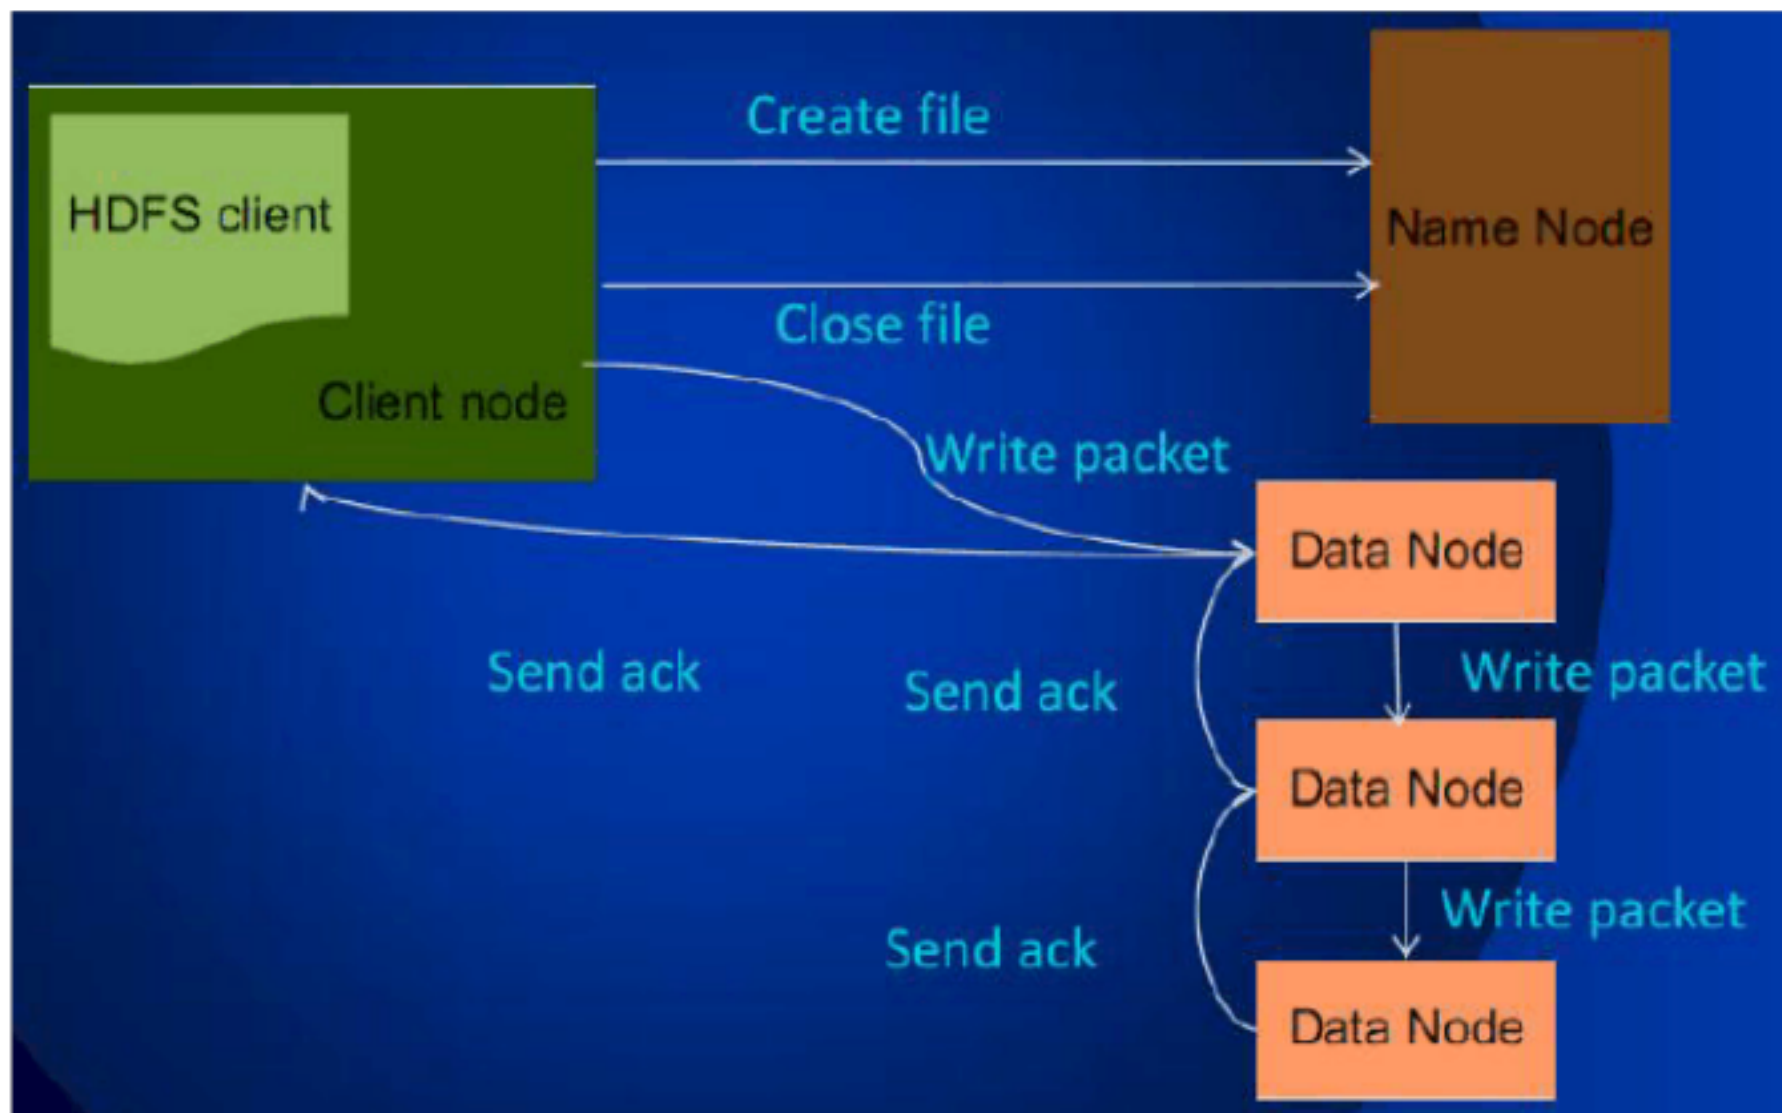 Create file
HDFS client
Name Node
Close file
Client node
Write packet
Data Node
Send ack
Send ack
Write packet
Data Node
Write packet
Send ack
Data Node